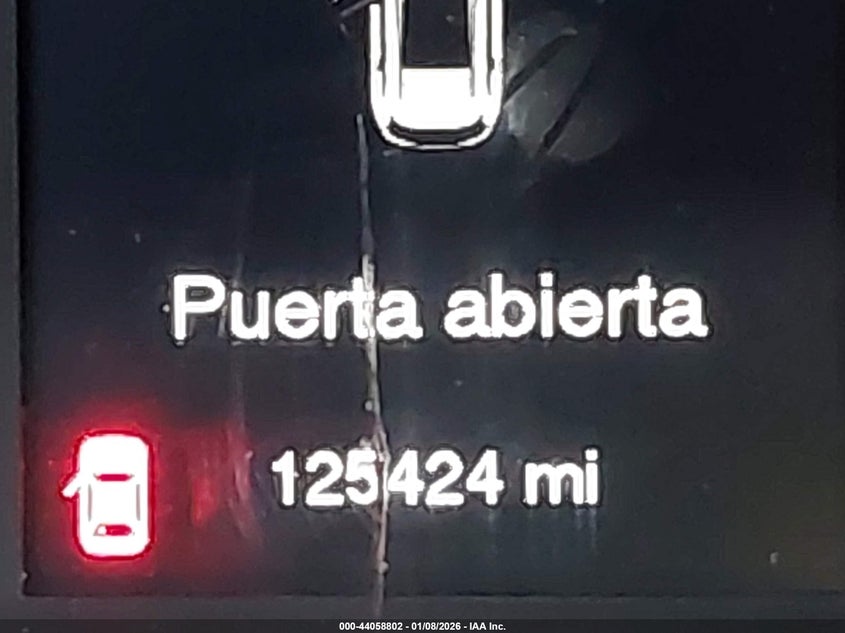 Puerta abierta
125424 mi
000-44058802 - 01/08/2026 - IAA Inc.